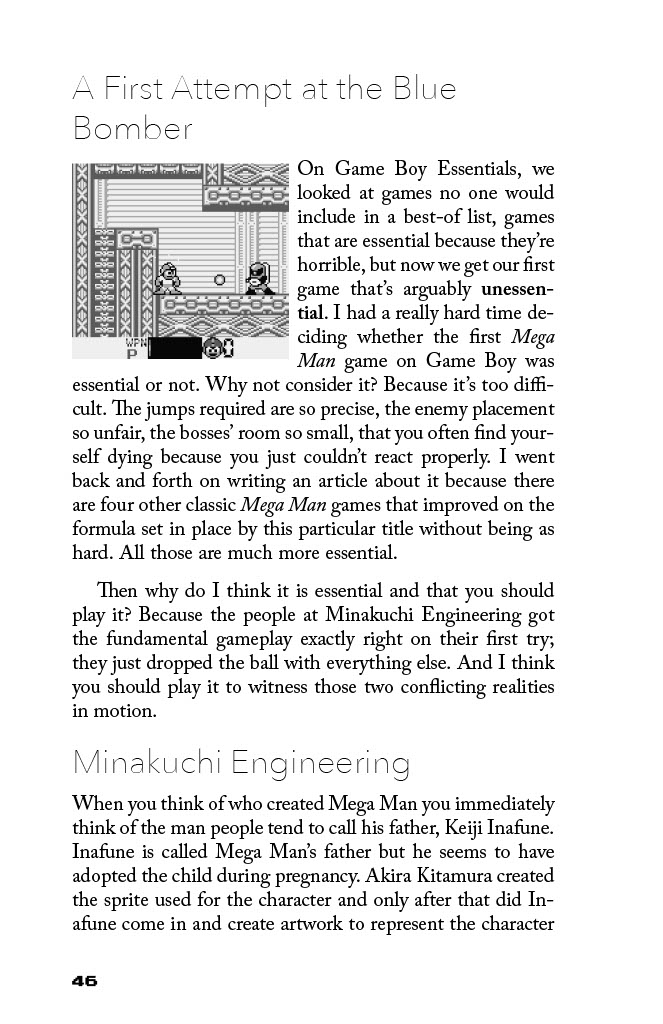 A First Attempt at the Blue
Bomber
On Game Boy Essentials, we
looked at games no one would
include in a best-of list, games
that are essential because they’re
horrible, but now we get our first
game that’s arguably unessen-
tial. I had a really hard time de-
ciding whether the first Mega
Man game on Game Boy was
WPN
P
0
essential or not. Why not consider it? Because it’s too diffi-
cult. The jumps required are so precise, the enemy placement
so unfair, the bosses’ room so small, that you often find your-
self dying because you just couldn’t react properly. I went
back and forth on writing an article about it because there
are four other classic Mega Man games that improved on the
formula set in place by this particular title without being as
hard. All those are much more essential.
Then why do I think it is essential and that you should
play it? Because the people at Minakuchi Engineering got
the fundamental gameplay exactly right on their first try;
they just dropped the ball with everything else. And I think
you should play it to witness those two conflicting realities
in motion.
Minakuchi Engineering
When you think of who created Mega Man you immediately
think of the man people tend to call his father, Keiji Inafune.
Inafune is called Mega Man’s father but he seems to have
adopted the child during pregnancy. Akira Kitamura created
the sprite used for the character and only after that did In-
afune come in and create artwork to represent the character
46